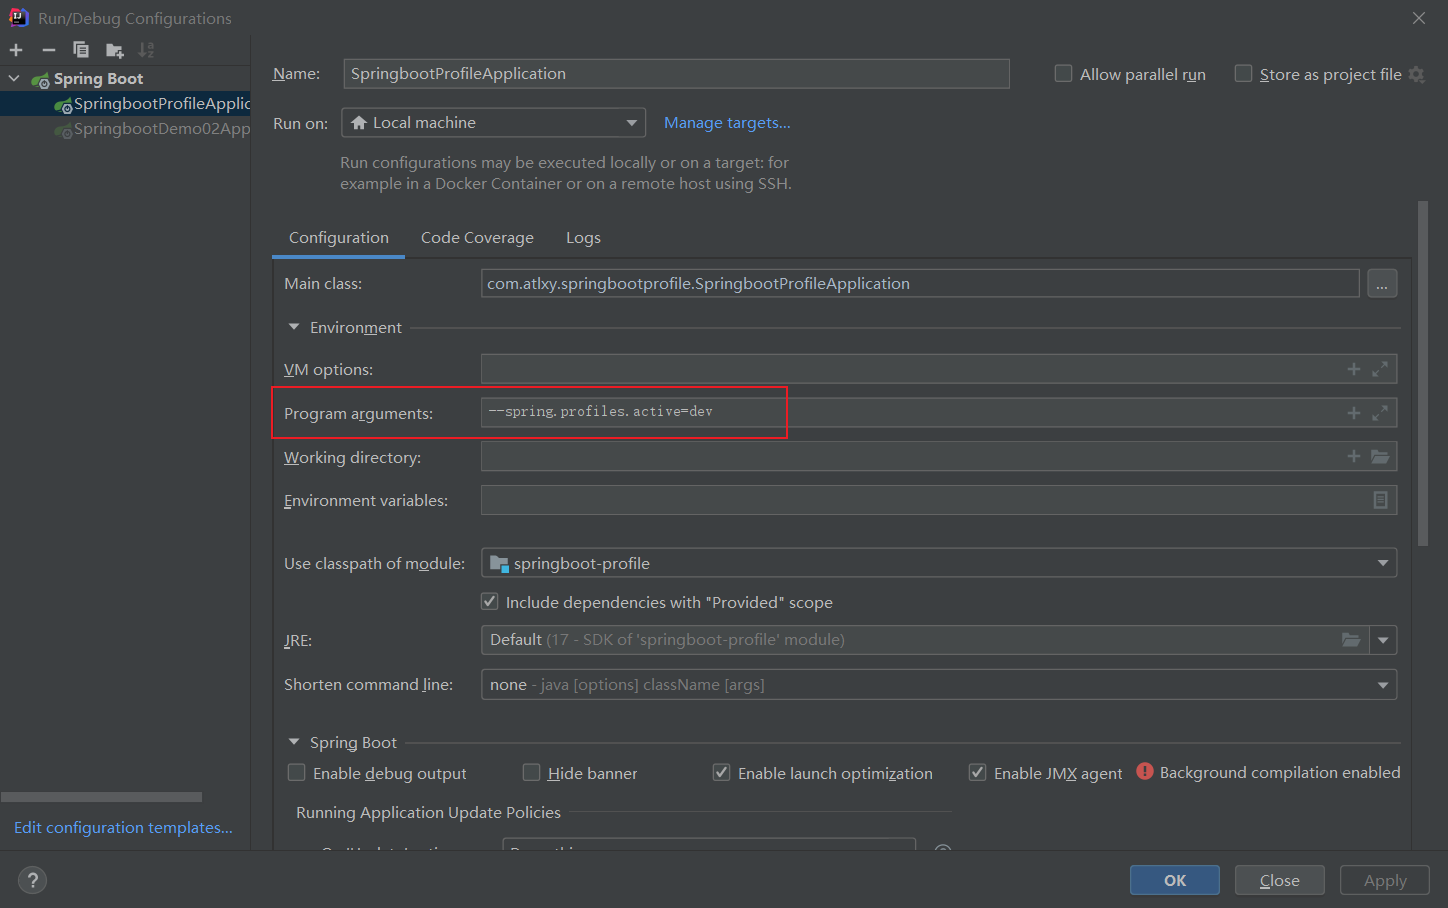 Run/Debug Configurations
Spring Boot
SpringbootProfileApplic
SpringbootDemo02App
Name: SpringbootProfileApplication Allow parallel run Store as project file
Run on: Local machine Manage targets...
Run configurations may be executed locally or on a target: for
example in a Docker Container or on a remote host using SSH.
Configuration Code Coverage Logs
Main class: com.atlxy.springbootprofile.SpringbootProfileApplication ...
Environment
VM options:
Program arguments: --spring.profiles.active=dev
Working directory:
Environment variables:
Use classpath of module: springboot-profile
Include dependencies with "Provided" scope
JRE: Default (17 - SDK of 'springboot-profile' module)
Shorten command line: none - java [options] className [args]
Spring Boot
Enable debug output Hide banner Enable launch optimization Enable JMX agent Background compilation enabled
Running Application Update Policies
Edit configuration templates...
? OK Close Apply